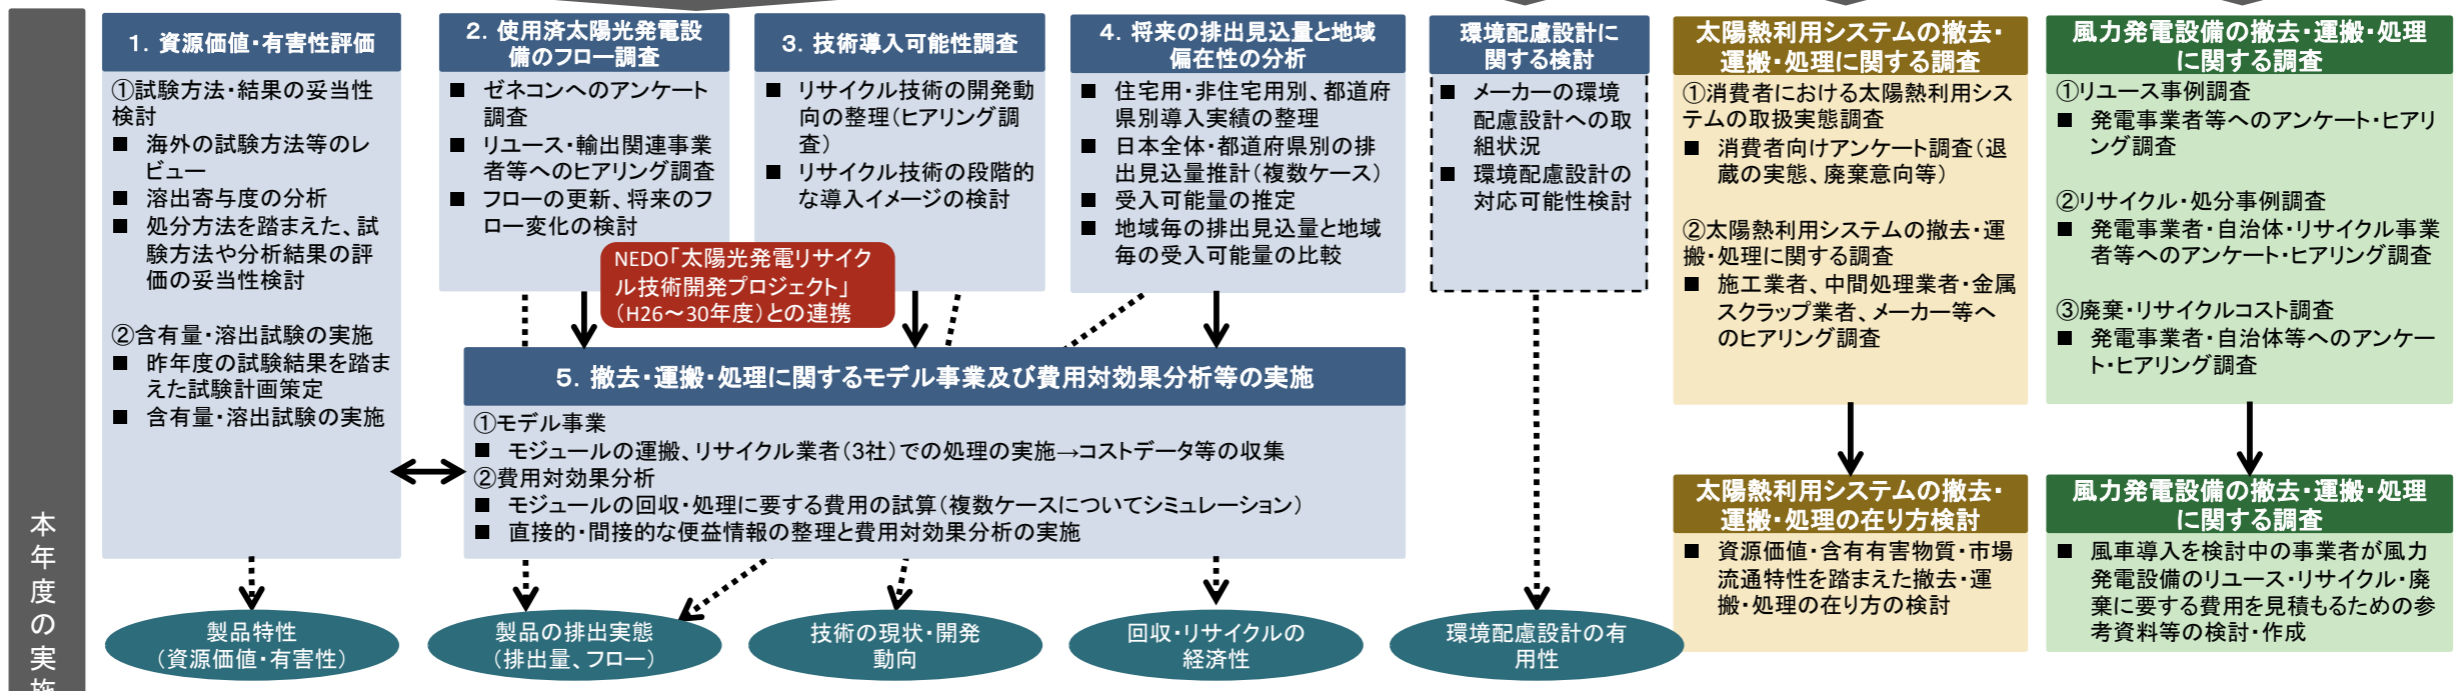 本年度の実施
1．資源価値・有害性評価
①試験方法・結果の妥当性
検討
■ 海外の試験方法等のレ
ビュー
■ 溶出寄与度の分析
■ 処分方法を踏まえた、試
験方法や分析結果の評
価の妥当性検討
②含有量・溶出試験の実施
■ 昨年度の試験結果を踏ま
えた試験計画策定
■ 含有量・溶出試験の実施
2．使用済太陽光発電設
備のフロー調査
■ ゼネコンへのアンケート
調査
■ リユース・輸出関連事業
者等へのヒアリング調査
■ フローの更新、将来のフ
ロー変化の検討
3．技術導入可能性調査
■ リサイクル技術の開発動
向の整理（ヒアリング調
査）
■ リサイクル技術の段階的
な導入イメージの検討
NEDO「太陽光発電リサイク
ル技術開発プロジェクト」
（H26～30年度）との連携
4．将来の排出見込量と地域
偏在性の分析
■ 住宅用・非住宅用別、都道府
県別導入実績の整理
■ 日本全体・都道府県別の排
出見込量推計（複数ケース）
■ 受入可能量の推定
■ 地域毎の排出見込量と地域
毎の受入可能量の比較
環境配慮設計に
関する検討
■ メーカーの環境
配慮設計への取
組状況
■ 環境配慮設計の
対応可能性検討
5．撤去・運搬・処理に関するモデル事業及び費用対効果分析等の実施
①モデル事業
■ モジュールの運搬、リサイクル業者（3社）での処理の実施→コストデータ等の収集
②費用対効果分析
■ モジュールの回収・処理に要する費用の試算（複数ケースについてシミュレーション）
■ 直接的・間接的な便益情報の整理と費用対効果分析の実施
製品特性
（資源価値・有害性）
製品の排出実態
（排出量、フロー）
技術の現状・開発
動向
回収・リサイクルの
経済性
環境配慮設計の有
用性
太陽熱利用システムの撤去・
運搬・処理に関する調査
①消費者における太陽熱利用シス
テムの取扱実態調査
■ 消費者向けアンケート調査（退
蔵の実態、廃棄意向等）
②太陽熱利用システムの撤去・運
搬・処理に関する調査
■ 施工業者、中間処理業者・金属
スクラップ業者、メーカー等へ
のヒアリング調査
太陽熱利用システムの撤去・
運搬・処理の在り方検討
■ 資源価値・含有有害物質・市場
流通特性を踏まえた撤去・運
搬・処理の在り方の検討
風力発電設備の撤去・運搬・処理
に関する調査
①リユース事例調査
■ 発電事業者等へのアンケート・ヒアリ
ング調査
②リサイクル・処分事例調査
■ 発電事業者・自治体・リサイクル事業
者等へのアンケート・ヒアリング調査
③廃棄・リサイクルコスト調査
■ 発電事業者・自治体等へのアンケー
ト・ヒアリング調査
風力発電設備の撤去・運搬・処理
に関する調査
■ 風車導入を検討中の事業者が風力
発電設備のリユース・リサイクル・廃
棄に要する費用を見積もるための参
考資料等の検討・作成